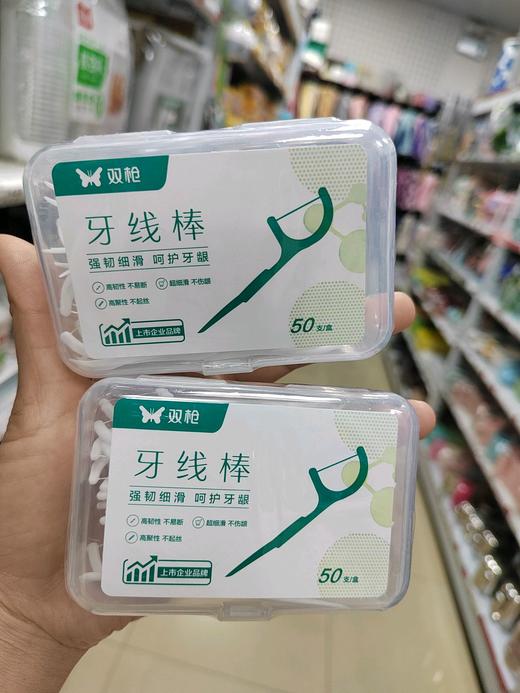 双枪
牙线棒
强韧细滑 呵护牙龈
高韧性 不易断
超细滑 不伤龈
高聚性 不起丝
上市企业品牌
50支/盒
双枪
牙线棒
强韧细滑 呵护牙龈
高韧性 不易断
超细滑 不伤龈
高聚性 不起丝
上市企业品牌
50支/盒